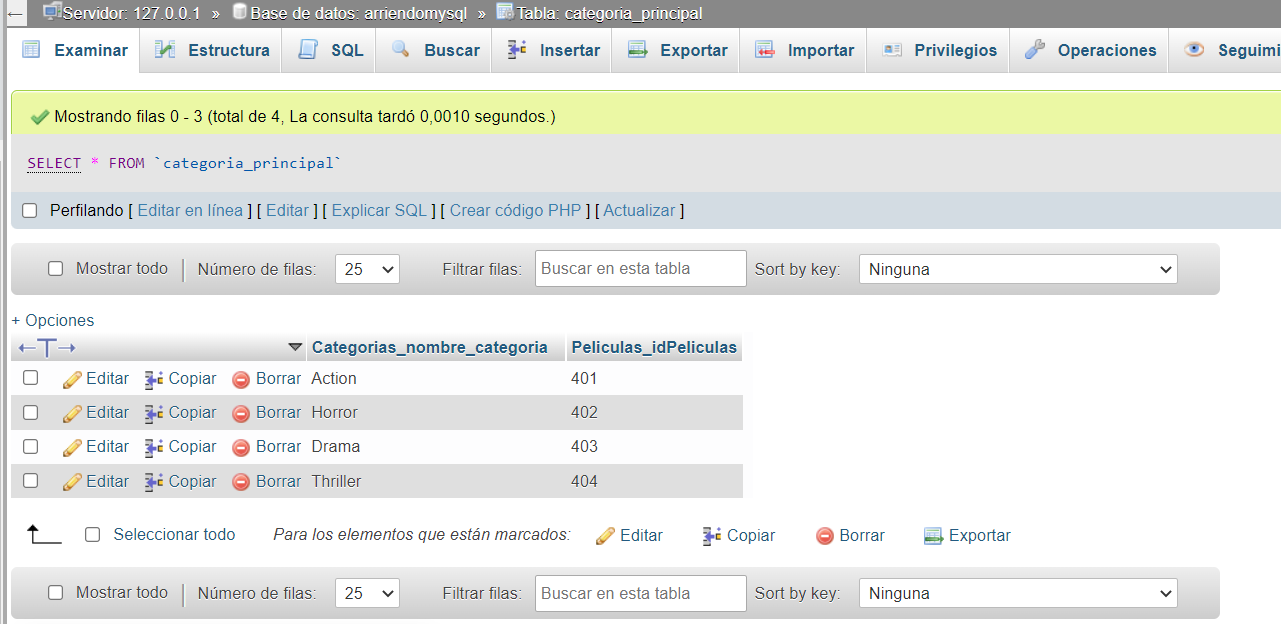 Servidor: 127.0.0.1 » Base de datos: arriendomysql » Tabla: categoria_principal
Examinar Estructura SQL Buscar Insertar Exportar Importar Privilegios Operaciones Seguimi
Mostrando filas 0 - 3 (total de 4, La consulta tardó 0,0010 segundos.)
SELECT * FROM `categoria_principal`
Perfilando [ Editar en línea ] [ Editar ] [ Explicar SQL ] [ Crear código PHP ] [ Actualizar ]
Mostrar todo Número de filas: 25 Filtrar filas: Buscar en esta tabla Sort by key: Ninguna
+ Opciones
←T→ Categorias_nombre_categoria Peliculas_idPeliculas
Editar Copiar Borrar Action 401
Editar Copiar Borrar Horror 402
Editar Copiar Borrar Drama 403
Editar Copiar Borrar Thriller 404
Seleccionar todo Para los elementos que están marcados: Editar Copiar Borrar Exportar
Mostrar todo Número de filas: 25 Filtrar filas: Buscar en esta tabla Sort by key: Ninguna